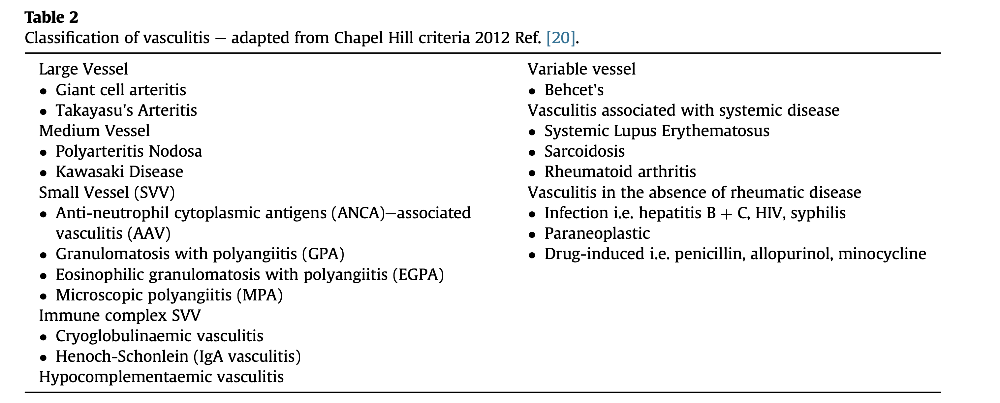 Table 2
Classification of vasculitis — adapted from Chapel Hill criteria 2012 Ref. [20].
Large Vessel
• Giant cell arteritis
• Takayasu's Arteritis
Medium Vessel
• Polyarteritis Nodosa
• Kawasaki Disease
Small Vessel (SVV)
• Anti-neutrophil cytoplasmic antigens (ANCA)—associated
vasculitis (AAV)
• Granulomatosis with polyangiitis (GPA)
• Eosinophilic granulomatosis with polyangiitis (EGPA)
• Microscopic polyangiitis (MPA)
Immune complex SVV
• Cryoglobulinaemic vasculitis
• Henoch-Schonlein (IgA vasculitis)
Hypocomplementaemic vasculitis
Variable vessel
• Behcet's
Vasculitis associated with systemic disease
• Systemic Lupus Erythematosus
• Sarcoidosis
• Rheumatoid arthritis
Vasculitis in the absence of rheumatic disease
• Infection i.e. hepatitis B + C, HIV, syphilis
• Paraneoplastic
• Drug-induced i.e. penicillin, allopurinol, minocycline